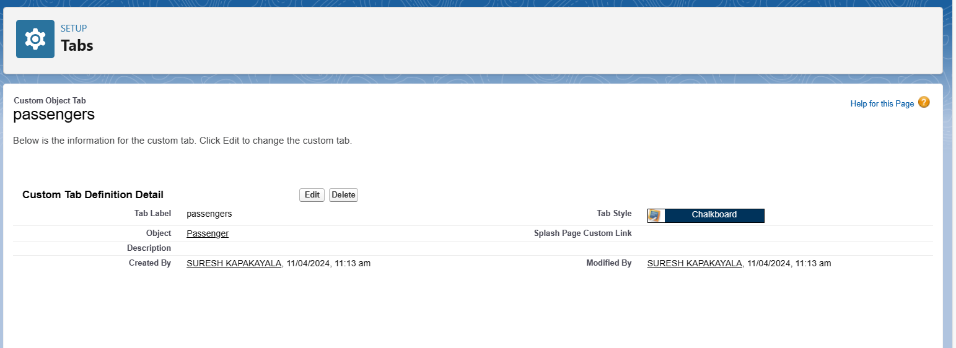 SETUP
Tabs
Custom Object Tab
passengers
Help for this Page
Below is the information for the custom tab. Click Edit to change the custom tab.
Custom Tab Definition Detail Edit Delete
Tab Label passengers Tab Style Chalkboard
Object Passenger Splash Page Custom Link
Description
Created By SURESH KAPAKAYALA, 11/04/2024, 11:13 am Modified By SURESH KAPAKAYALA, 11/04/2024, 11:13 am